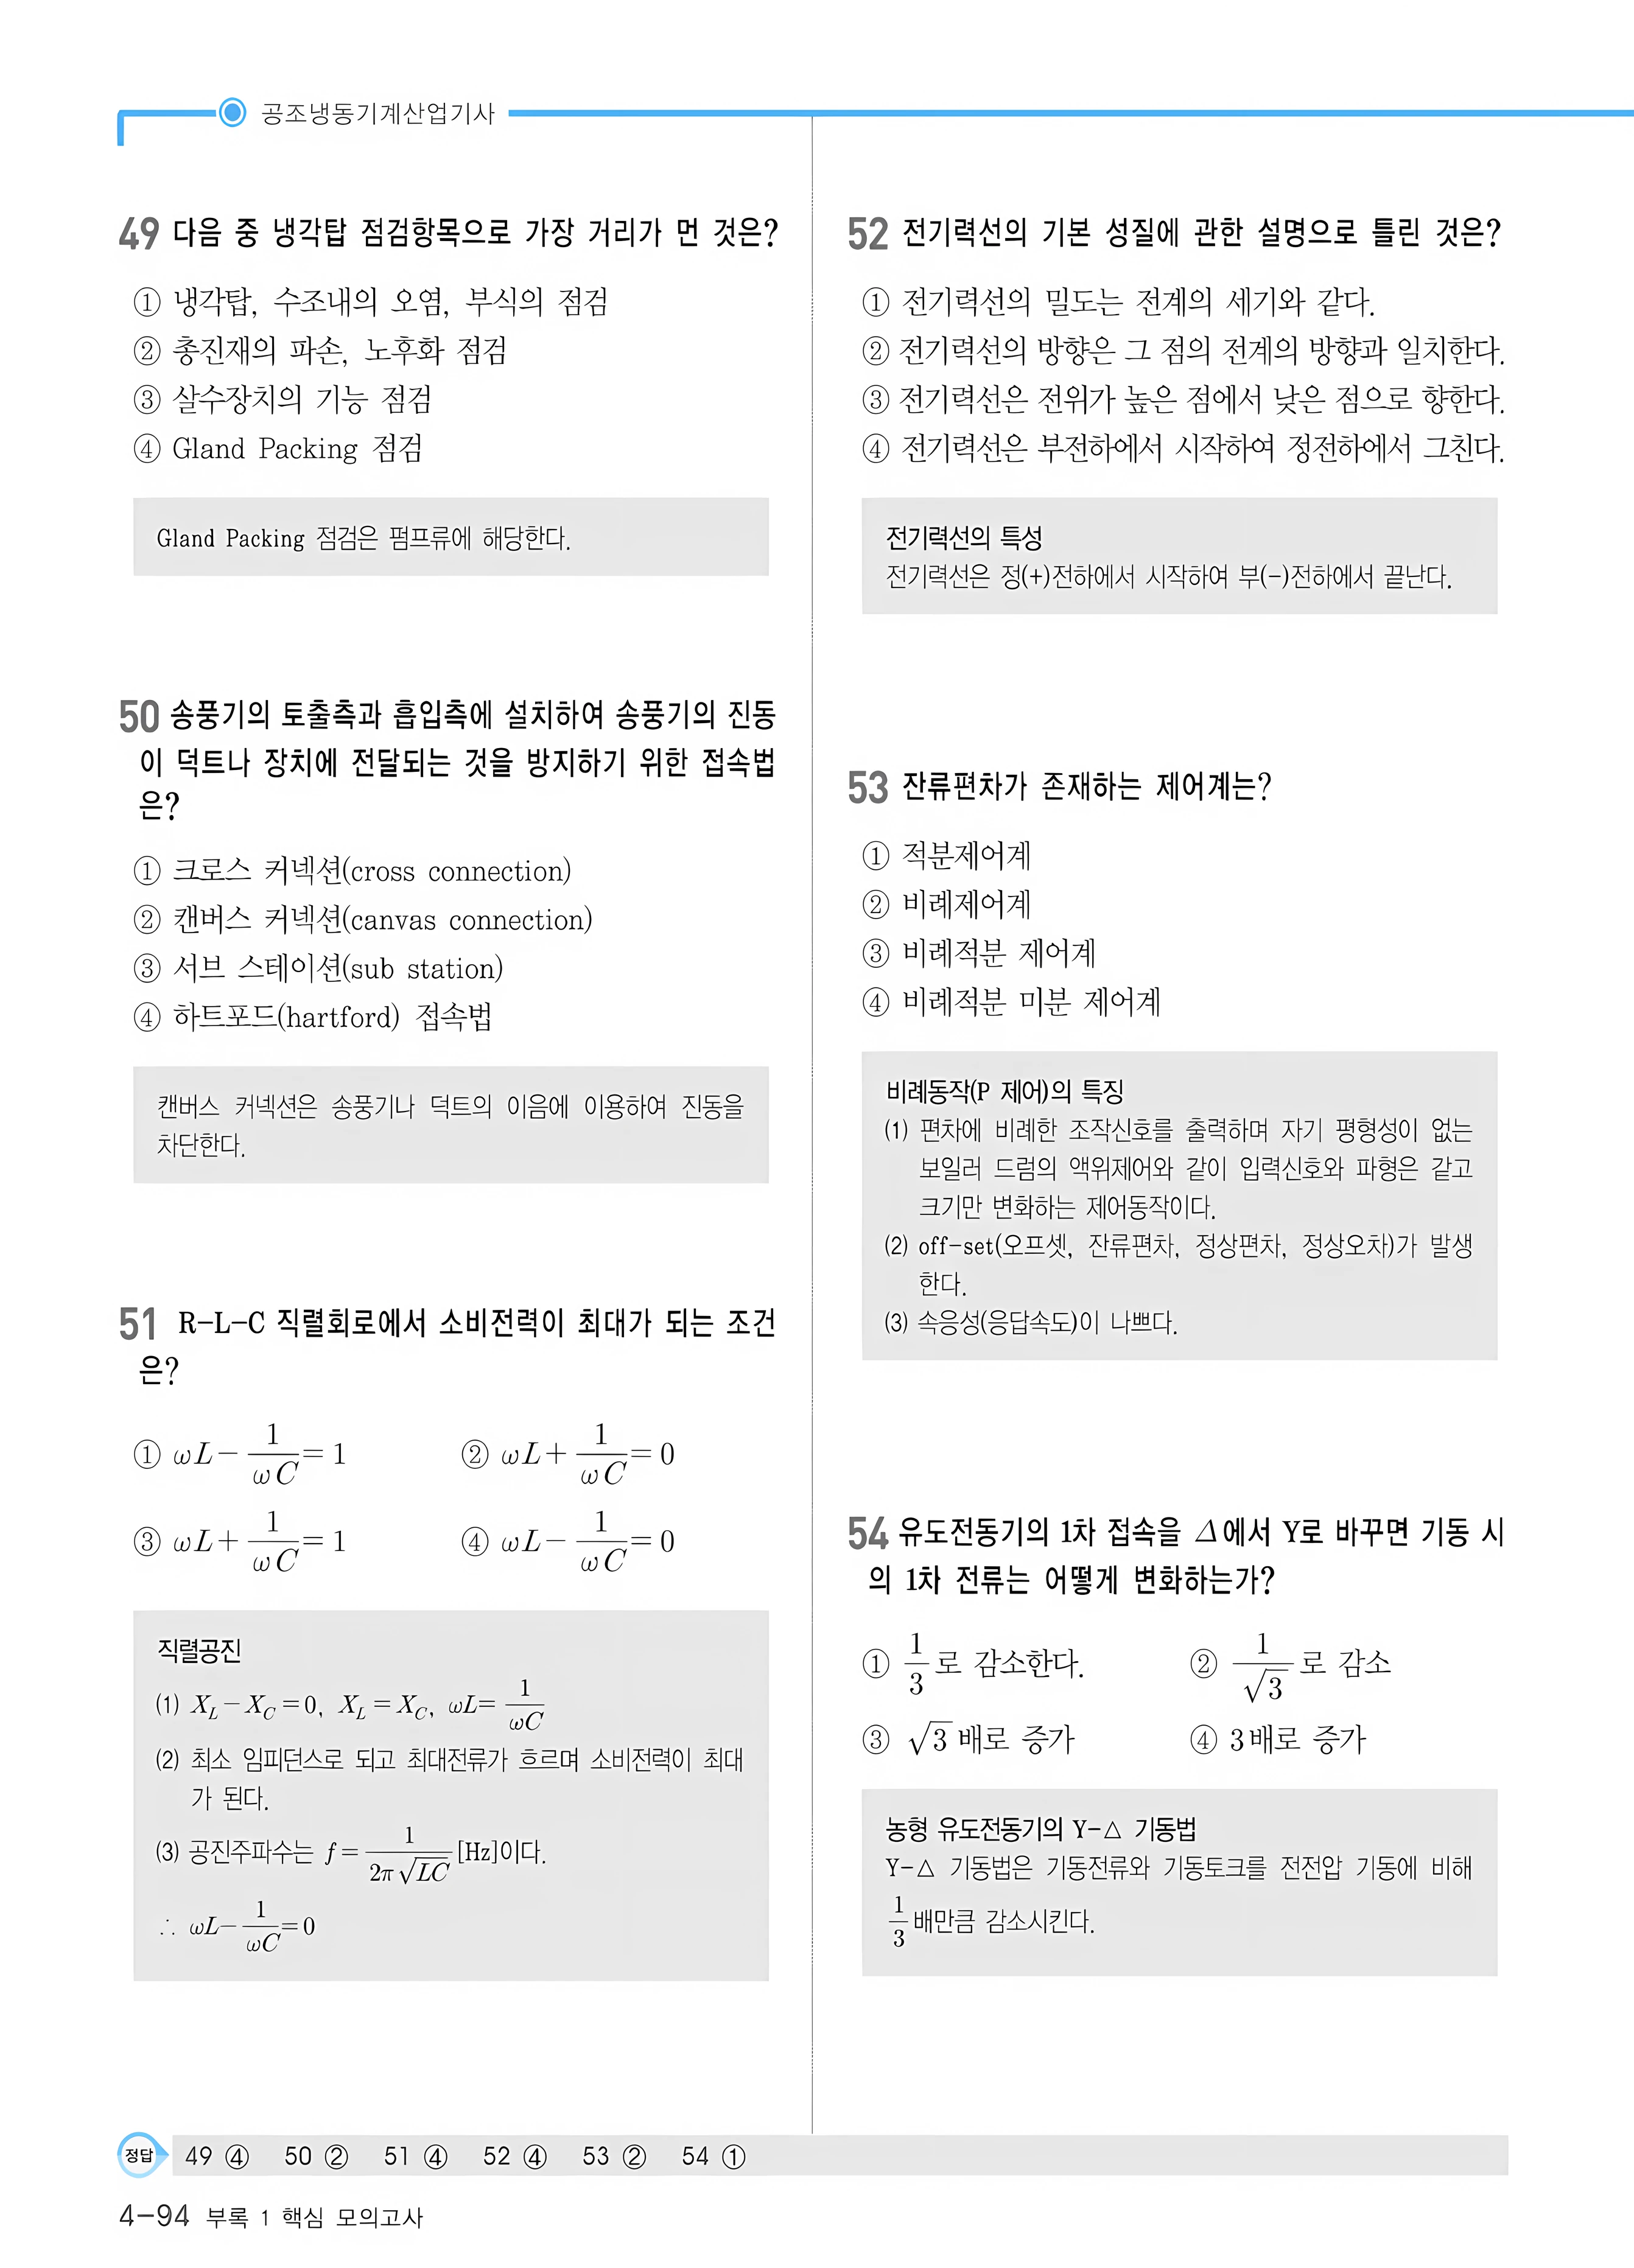 공조냉동기계산업기사
49 다음 중 냉각탑 점검항목으로 가장 거리가 먼 것은?
① 냉각탑, 수조내의 오염, 부식의 점검
② 총진재의 파손, 노후화 점검
③ 살수장치의 기능 점검
④ Gland Packing 점검
Gland Packing 점검은 펌프류에 해당한다.
50 송풍기의 토출측과 흡입측에 설치하여 송풍기의 진동
이 덕트나 장치에 전달되는 것을 방지하기 위한 접속법
은?
① 크로스 커넥션(cross connection)
② 캔버스 커넥션(canvas connection)
③ 서브 스테이션(sub station)
④ 하트포드(hartford) 접속법
캔버스 커넥션은 송풍기나 덕트의 이음에 이용하여 진동을
차단한다.
51 R-L-C 직렬회로에서 소비전력이 최대가 되는 조건
은?
① ωL − 1/ωC = 1 ② ωL + 1/ωC = 0
③ ωL + 1/ωC = 1 ④ ωL − 1/ωC = 0
직렬공진
(1) X_L − X_C = 0, X_L = X_C, ωL = 1/ωC
(2) 최소 임피던스로 되고 최대전류가 흐르며 소비전력이 최대
가 된다.
(3) 공진주파수는 f = 1/2π√LC [Hz]이다.
∴ ωL − 1/ωC = 0
52 전기력선의 기본 성질에 관한 설명으로 틀린 것은?
① 전기력선의 밀도는 전계의 세기와 같다.
② 전기력선의 방향은 그 점의 전계의 방향과 일치한다.
③ 전기력선은 전위가 높은 점에서 낮은 점으로 향한다.
④ 전기력선은 부전하에서 시작하여 정전하에서 그친다.
전기력선의 특성
전기력선은 정(+)전하에서 시작하여 부(-)전하에서 끝난다.
53 잔류편차가 존재하는 제어계는?
① 적분제어계
② 비례제어계
③ 비례적분 제어계
④ 비례적분 미분 제어계
비례동작(P 제어)의 특징
(1) 편차에 비례한 조작신호를 출력하며 자기 평형성이 없는
보일러 드럼의 액위제어와 같이 입력신호와 파형은 같고
크기만 변화하는 제어동작이다.
(2) off-set(오프셋, 잔류편차, 정상편차, 정상오차)가 발생
한다.
(3) 속응성(응답속도)이 나쁘다.
54 유도전동기의 1차 접속을 Δ에서 Y로 바꾸면 기동 시
의 1차 전류는 어떻게 변화하는가?
① 1/3로 감소한다. ② 1/√3로 감소
③ √3배로 증가 ④ 3배로 증가
농형 유도전동기의 Y-△ 기동법
Y-△ 기동법은 기동전류와 기동토크를 전전압 기동에 비해
1/3배만큼 감소시킨다.
정답 49 ④ 50 ② 51 ④ 52 ④ 53 ② 54 ①
4-94 부록 1 핵심 모의고사